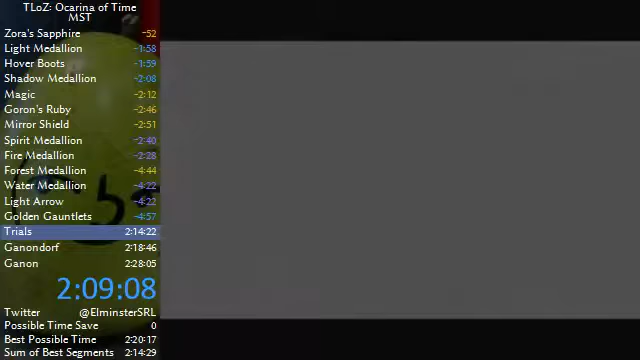 TLoZ: Ocarina of Time
MST
Zora's Sapphire -52
Light Medallion -1:58
Hover Boots -1:59
Shadow Medallion -2:08
Magic -2:12
Goron's Ruby -2:46
Mirror Shield -2:51
Spirit Medallion -2:40
Fire Medallion -2:28
Forest Medallion -4:44
Water Medallion -4:22
Light Arrow -4:22
Golden Gauntlets -4:57
Trials 2:14:22
Ganondorf 2:18:46
Ganon 2:28:05
2:09:08
Twitter @ElminsterSRL
Possible Time Save 0
Best Possible Time 2:20:17
Sum of Best Segments 2:14:29